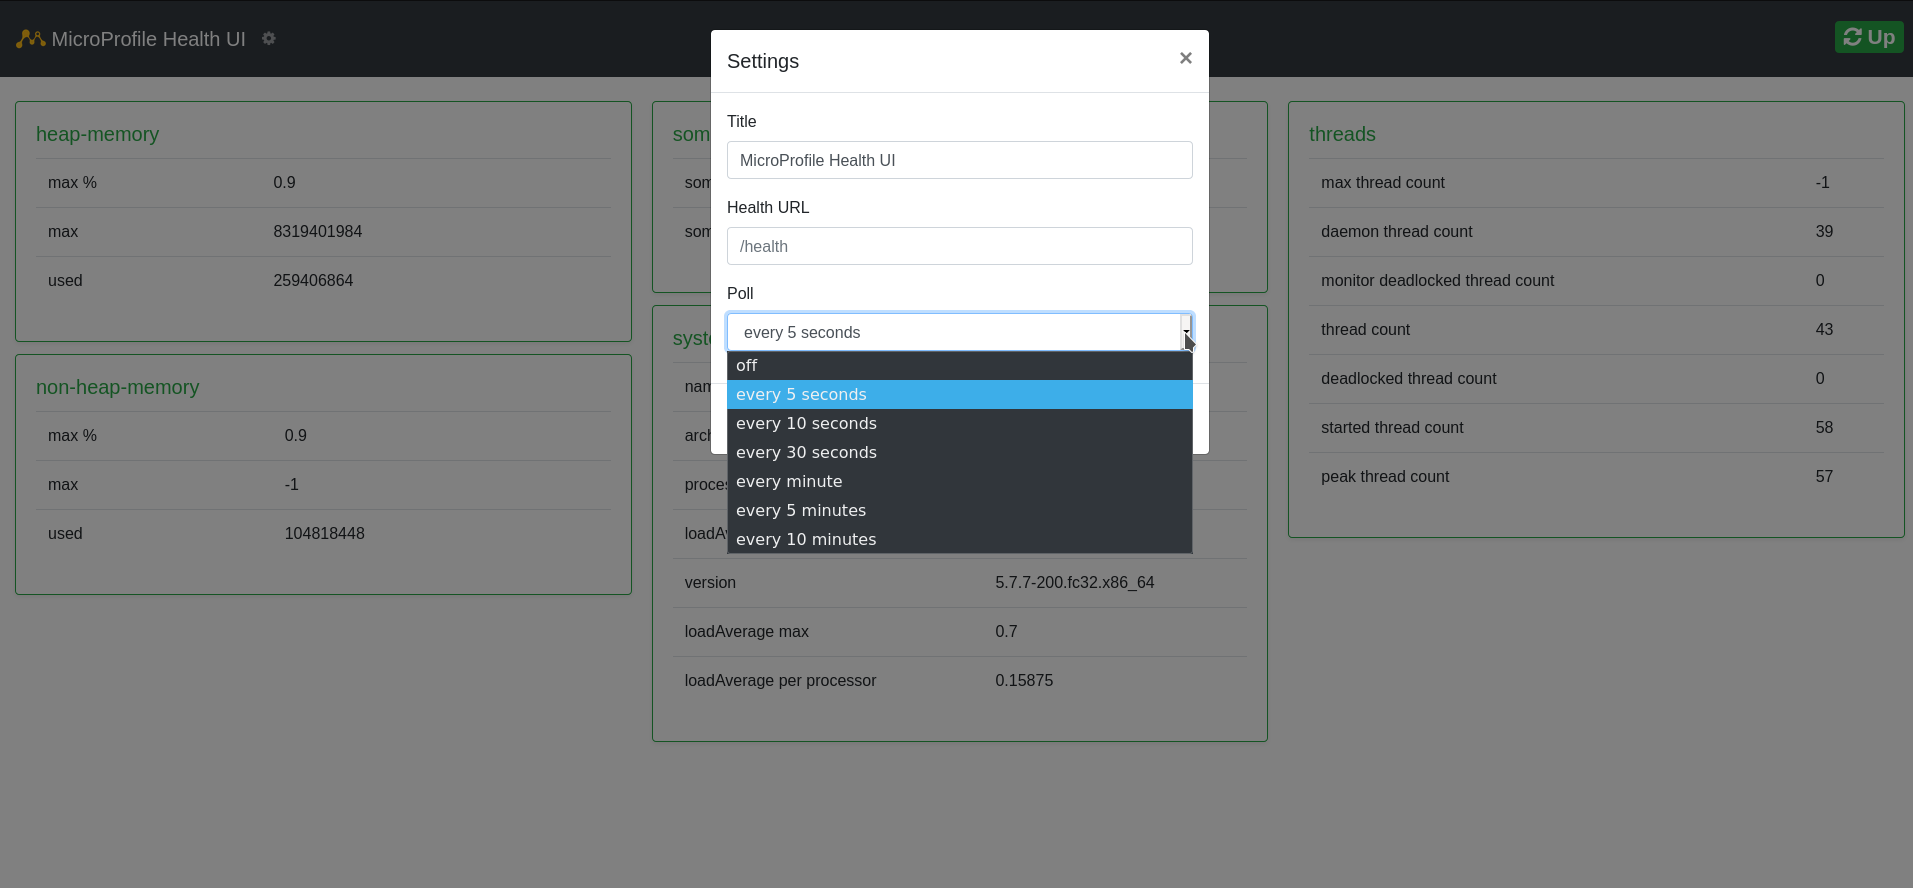 MicroProfile Health UI
Up
Settings
×
Title
MicroProfile Health UI
Health URL
/health
Poll
every 5 seconds
off
every 5 seconds
every 10 seconds
every 30 seconds
every minute
every 5 minutes
every 10 minutes
heap-memory
max % 0.9
max 8319401984
used 259406864
non-heap-memory
max % 0.9
max -1
used 104818448
som
som
som
syste
nam
arch
proces
loadAv
version 5.7.7-200.fc32.x86_64
loadAverage max 0.7
loadAverage per processor 0.15875
threads
max thread count -1
daemon thread count 39
monitor deadlocked thread count 0
thread count 43
deadlocked thread count 0
started thread count 58
peak thread count 57